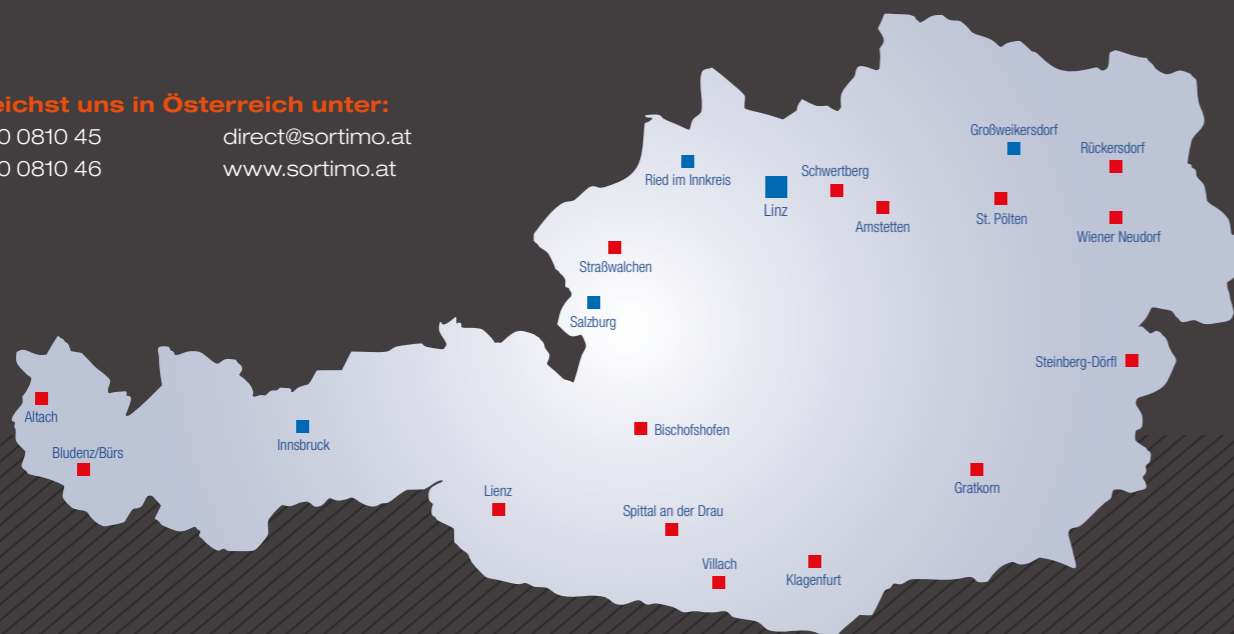 eichst uns in Österreich unter:
0 0810 45 direct@sortimo.at
0 0810 46 www.sortimo.at
Großweikersdorf
Rückersdorf
Ried im Innkreis
Schwertberg
Linz
Amstetten
St. Pölten
Wiener Neudorf
Straßwalchen
Salzburg
Steinberg-Dörfl
Altach
Innsbruck
Bischofshofen
Bludenz/Bürs
Lienz
Gratkorn
Spittal an der Drau
Villach
Klagenfurt